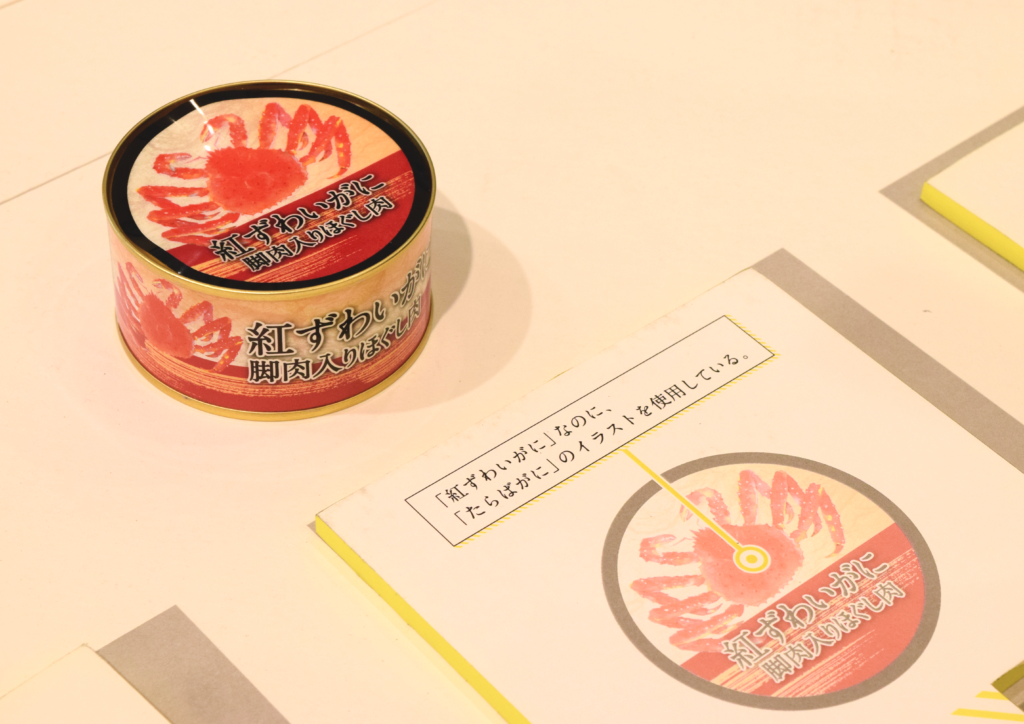 紅ずわいがに
脚肉入りほぐし肉
紅ずわいがに
脚肉入りほぐし肉
「紅ずわいがに」なのに、
「たらばがに」のイラストを使用している。
紅ずわいがに
脚肉入りほぐし肉